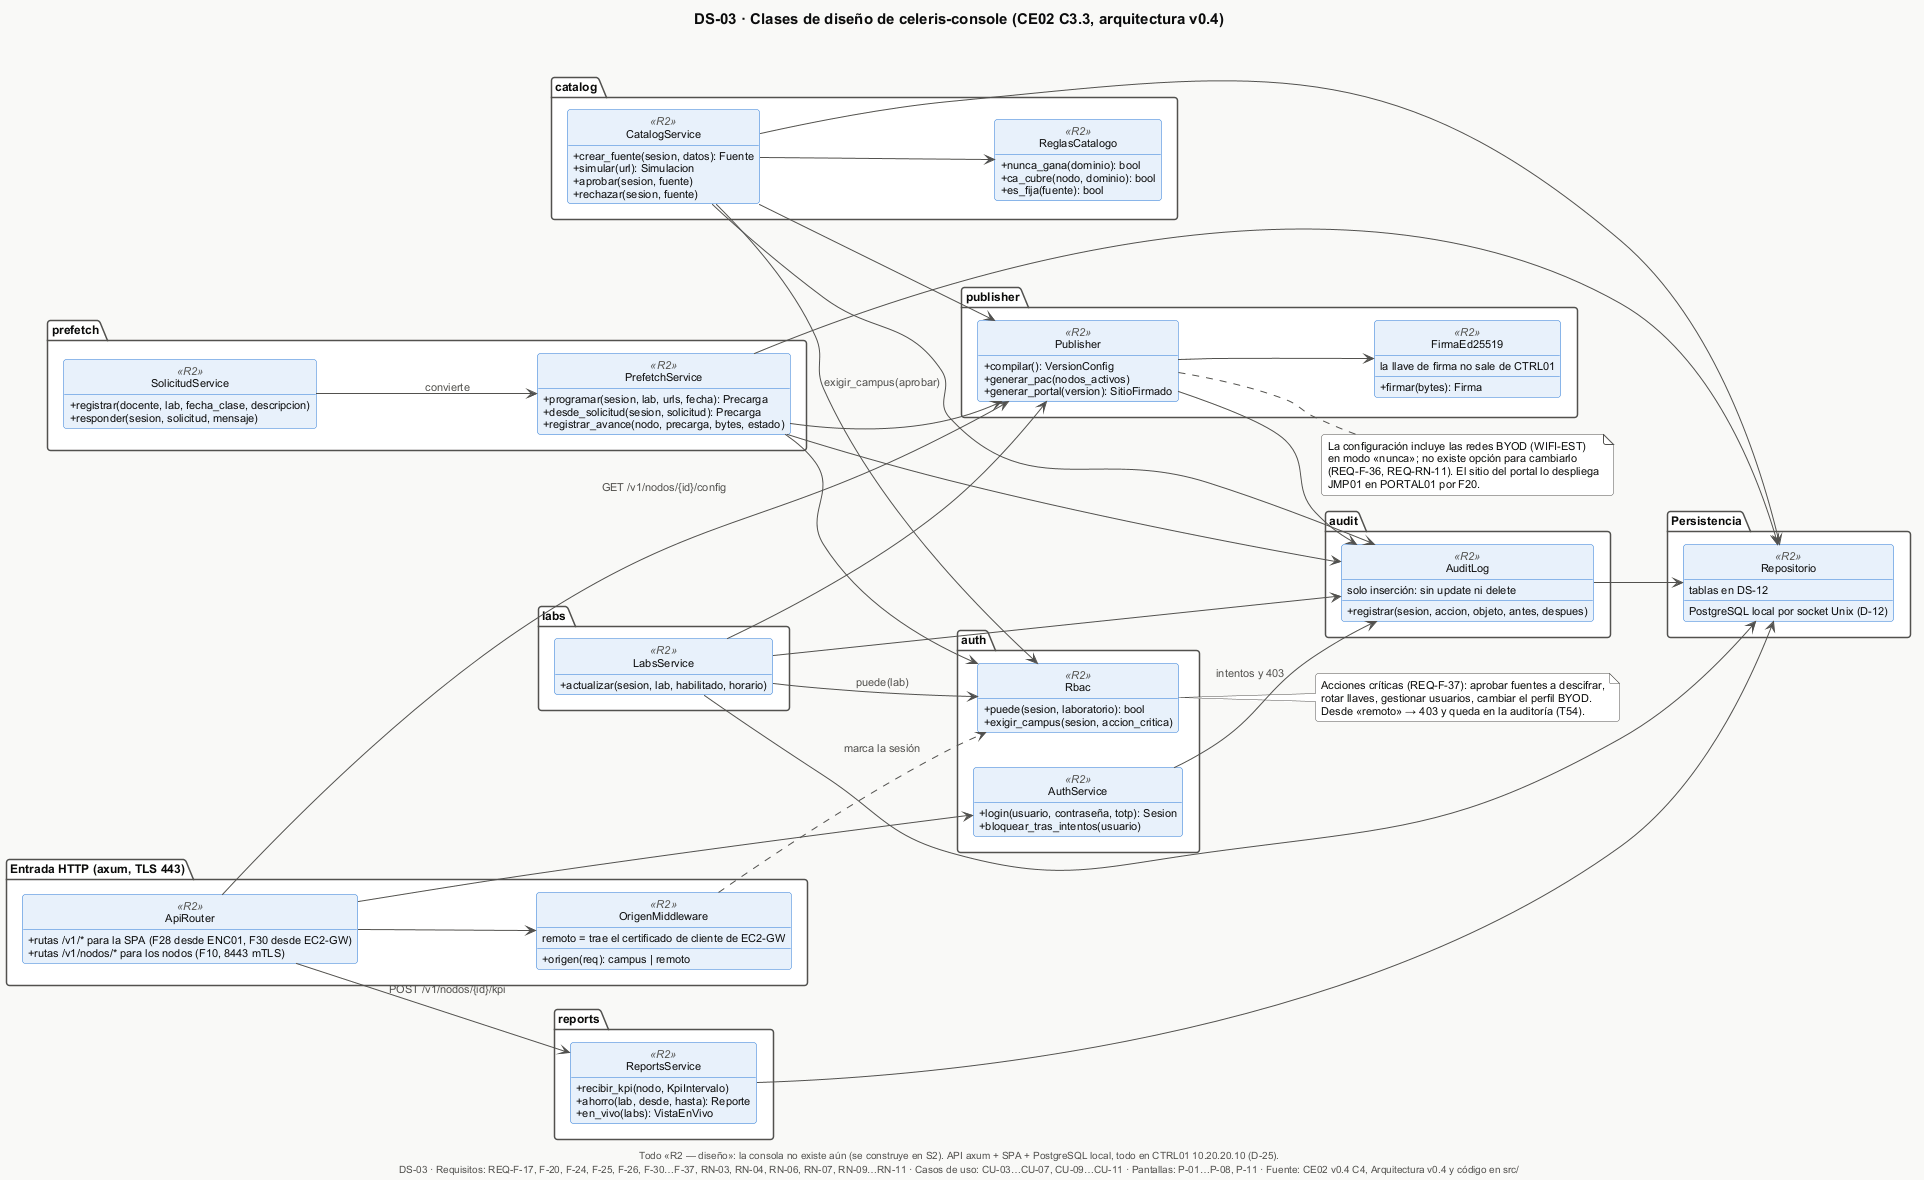 DS-03 · Clases de diseño de celeris-console (CE02 C3.3, arquitectura v0.4)
catalog
«R2»
CatalogService
+crear_fuente(sesion, datos): Fuente
+simular(url): Simulacion
+aprobar(sesion, fuente)
+rechazar(sesion, fuente)
«R2»
ReglasCatalogo
+nunca_gana(dominio): bool
+ca_cubre(nodo, dominio): bool
+es_fija(fuente): bool
publisher
«R2»
Publisher
+compilar(): VersionConfig
+generar_pac(nodos_activos)
+generar_portal(version): SitioFirmado
«R2»
FirmaEd25519
la llave de firma no sale de CTRL01
+firmar(bytes): Firma
prefetch
«R2»
SolicitudService
+registrar(docente, lab, fecha_clase, descripcion)
+responder(sesion, solicitud, mensaje)
convierte
«R2»
PrefetchService
+programar(sesion, lab, urls, fecha): Precarga
+desde_solicitud(sesion, solicitud): Precarga
+registrar_avance(nodo, precarga, bytes, estado)
exigir_campus(aprobar)
La configuración incluye las redes BYOD (WIFI-EST)
en modo «nunca»; no existe opción para cambiarlo
(REQ-F-36, REQ-RN-11). El sitio del portal lo despliega
JMP01 en PORTAL01 por F20.
GET /v1/nodos/{id}/config
audit
«R2»
AuditLog
solo inserción: sin update ni delete
+registrar(sesion, accion, objeto, antes, despues)
Persistencia
«R2»
Repositorio
tablas en DS-12
PostgreSQL local por socket Unix (D-12)
labs
«R2»
LabsService
+actualizar(sesion, lab, habilitado, horario)
puede(lab)
auth
«R2»
Rbac
+puede(sesion, laboratorio): bool
+exigir_campus(sesion, accion_critica)
intentos y 403
Acciones críticas (REQ-F-37): aprobar fuentes a descifrar,
rotar llaves, gestionar usuarios, cambiar el perfil BYOD.
Desde «remoto» → 403 y queda en la auditoría (T54).
marca la sesión
«R2»
AuthService
+login(usuario, contraseña, totp): Sesion
+bloquear_tras_intentos(usuario)
Entrada HTTP (axum, TLS 443)
«R2»
ApiRouter
+rutas /v1/* para la SPA (F28 desde ENC01, F30 desde EC2-GW)
+rutas /v1/nodos/* para los nodos (F10, 8443 mTLS)
«R2»
OrigenMiddleware
remoto = trae el certificado de cliente de EC2-GW
+origen(req): campus | remoto
POST /v1/nodos/{id}/kpi
reports
«R2»
ReportsService
+recibir_kpi(nodo, KpiIntervalo)
+ahorro(lab, desde, hasta): Reporte
+en_vivo(labs): VistaEnVivo
Todo «R2 — diseño»: la consola no existe aún (se construye en S2). API axum + SPA + PostgreSQL local, todo en CTRL01 10.20.20.10 (D-25).
DS-03 · Requisitos: REQ-F-17, F-20, F-24, F-25, F-26, F-30…F-37, RN-03, RN-04, RN-06, RN-07, RN-09…RN-11 · Casos de uso: CU-03…CU-07, CU-09…CU-11 · Pantallas: P-01…P-08, P-11 · Fuente: CE02 v0.4 C4, Arquitectura v0.4 y código en src/